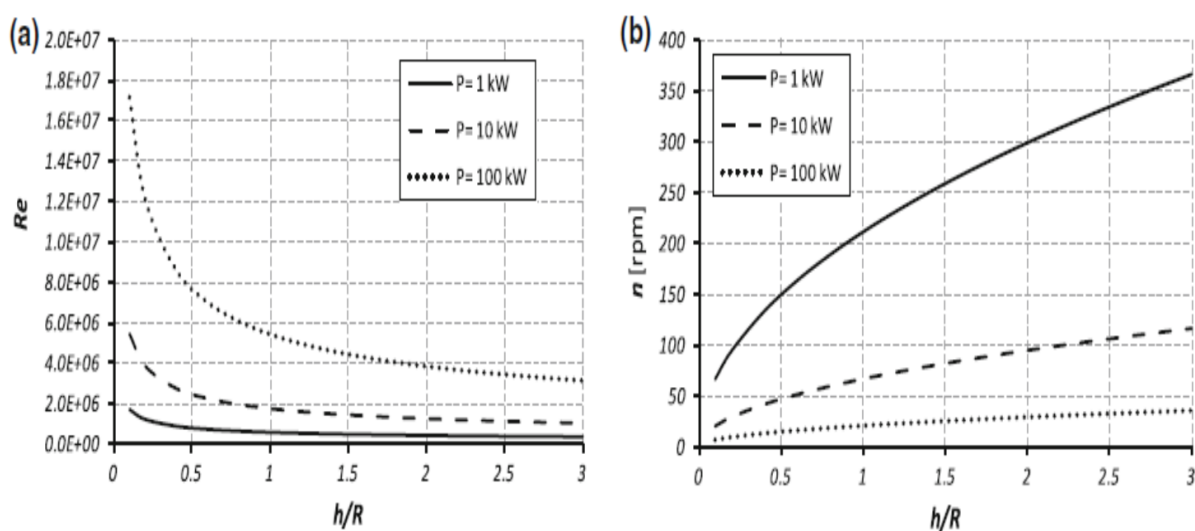 (a)
2.0E+07
1.8E+07
1.6E+07
1.4E+07
1.2E+07
1.0E+07
8.0E+06
6.0E+06
4.0E+06
2.0E+06
0.0E+00
Re
P= 1 kW
P= 10 kW
P= 100 kW
0 0.5 1 1.5 2 2.5 3
h/R
(b)
400
350
300
250
200
150
100
50
0
n [rpm]
P= 1 kW
P= 10 kW
P= 100 kW
0 0.5 1 1.5 2 2.5 3
h/R